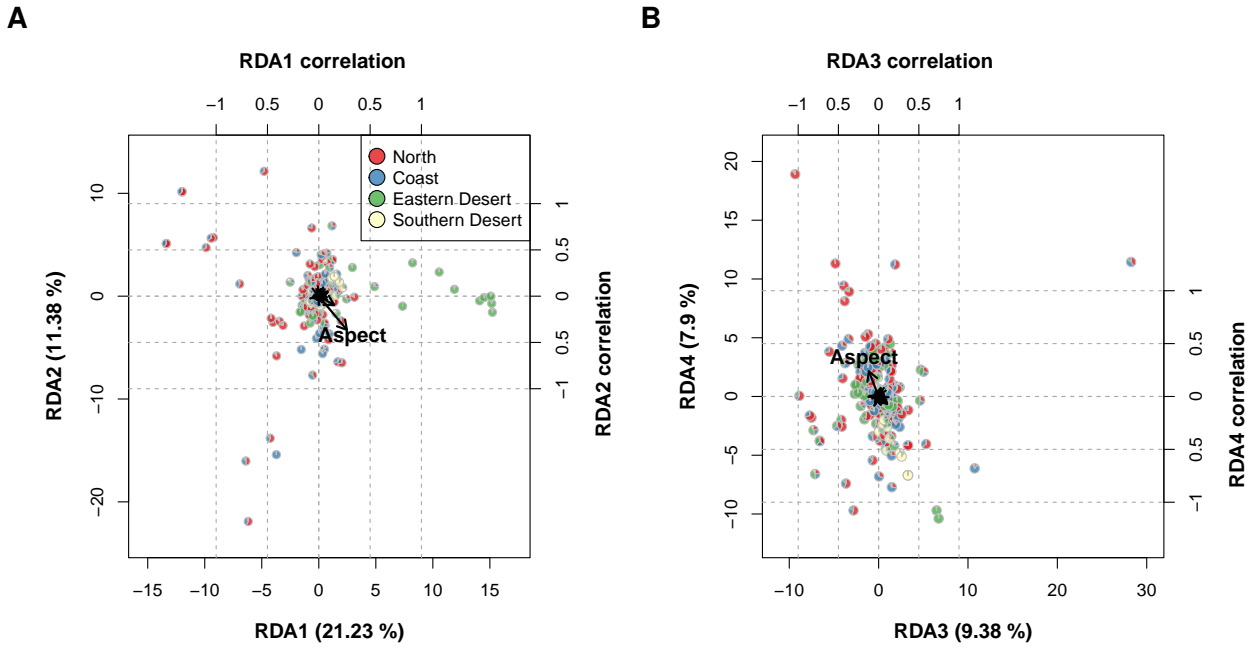 A
RDA1 correlation
−1 −0.5 0 0.5 1
North
Coast
Eastern Desert
Southern Desert
RDA2 (11.38 %)
10
0
−10
−20
1
0.5
0
0.5
−1
RDA2 correlation
Aspect
−15 −10 −5 0 5 10 15
RDA1 (21.23 %)
B
RDA3 correlation
−1 −0.5 0 0.5 1
RDA4 (7.9 %)
20
15
10
5
0
−5
−10
1
0.5
0
0.5
−1
RDA4 correlation
Aspect
−10 0 10 20 30
RDA3 (9.38 %)